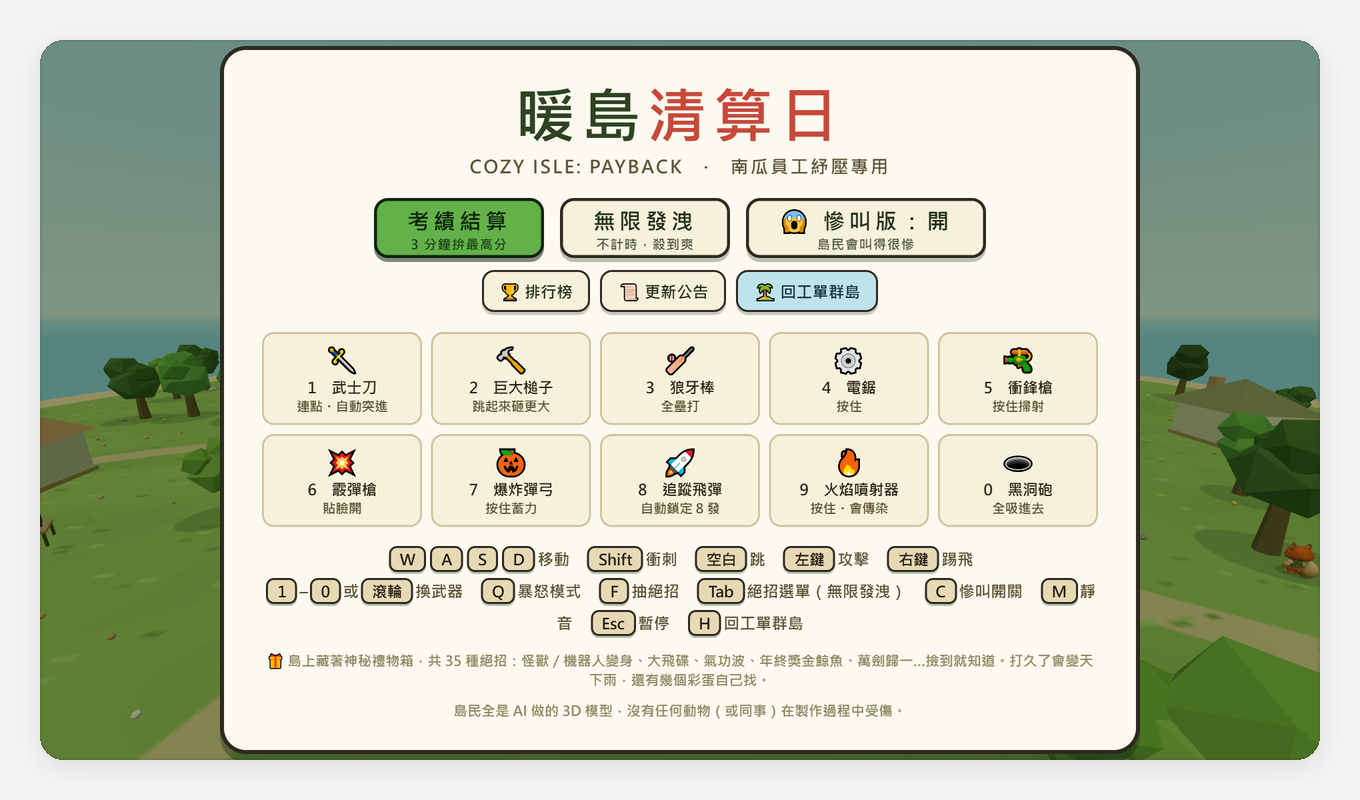 暖島清算日
COZY ISLE: PAYBACK · 南瓜員工紓壓專用
考績結算 無限發洩 慘叫版：開
3 分鐘拚最高分 不計時，殺到爽 島民會叫得很慘
排行榜 更新公告 回工單群島
1 武士刀 2 巨大槌子 3 狼牙棒 4 電鋸 5 衝鋒槍
連點・自動突進 跳起來砸更大 全壘打 按住 按住掃射
6 霰彈槍 7 爆炸彈弓 8 追蹤飛彈 9 火焰噴射器 0 黑洞砲
貼臉開 按住蓄力 自動鎖定 8 發 按住・會傳染 全吸進去
W A S D 移動 Shift 衝刺 空白 跳 左鍵 攻擊 右鍵 踢飛
1–0 或 滾輪 換武器 Q 暴怒模式 F 抽絕招 Tab 絕招選單（無限發洩） C 慘叫開關 M 靜
音 Esc 暫停 H 回工單群島
島上藏著神秘禮物箱，共 35 種絕招：怪獸 / 機器人變身、大飛碟、氣功波、年終獎金鯨魚、萬劍歸一…撿到就知道。打久了會變天
下雨，還有幾個彩蛋自己找。
島民全是 AI 做的 3D 模型，沒有任何動物（或同事）在製作過程中受傷。